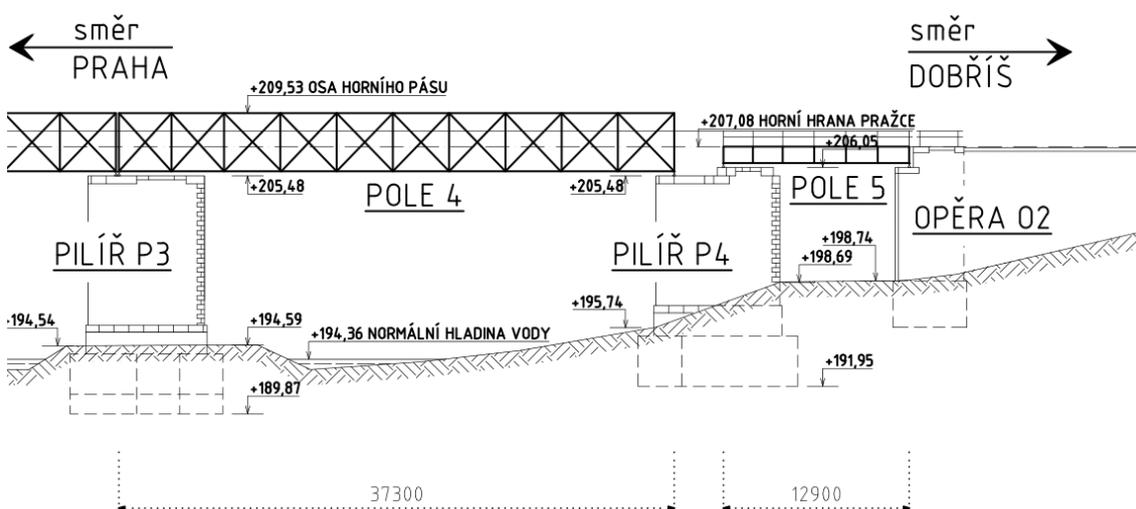 směr
PRAHA
směr
DOBŘÍŠ
+209,53 OSA HORNÍHO PÁSU
+207,08 HORNÍ HRANA PRAŽCE
+206,05
+205,48
POLE 4
+205,48
POLE 5
PILÍŘ P3
PILÍŘ P4
OPĚRA O2
+198,74
+198,69
+194,54
+194,59
+195,74
+194,36 NORMÁLNÍ HLADINA VODY
+191,95
+189,87
37300
12900